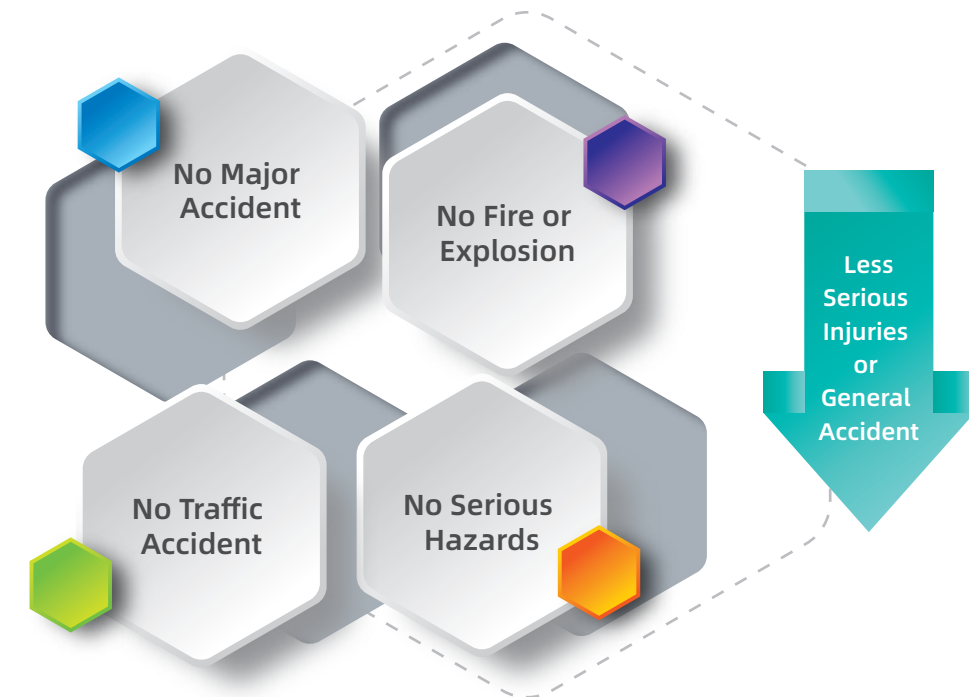 No Major
Accident
No Fire or
Explosion
No Traffic
Accident
No Serious
Hazards
Less
Serious
Injuries
or
General
Accident